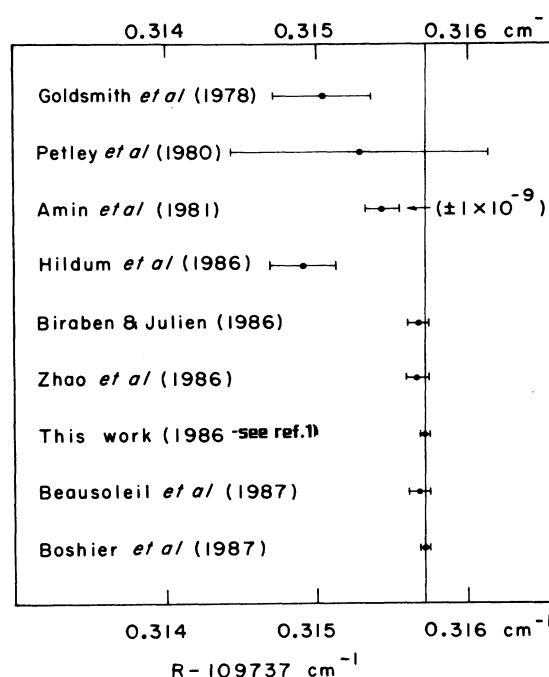 0.314 0.315 0.316 cm⁻
Goldsmith et al (1978)
Petley et al (1980)
Amin et al (1981) (±1×10⁻⁹)
Hildum et al (1986)
Biraben & Julien (1986)
Zhao et al (1986)
This work (1986 -see ref.1)
Beausoleil et al (1987)
Boshier et al (1987)
0.314 0.315 0.316 cm⁻¹
R-109737 cm⁻¹